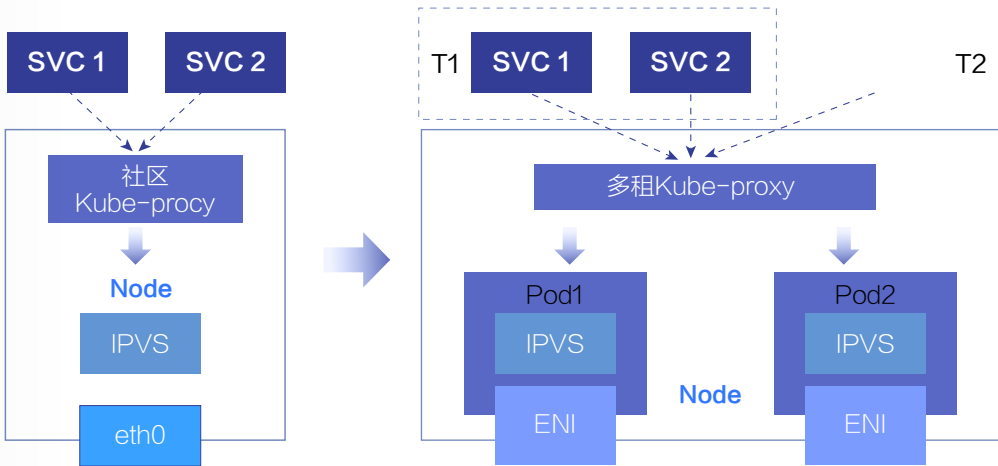 SVC 1
SVC 2
社区
Kube-procy
Node
IPVS
eth0
T1
SVC 1
SVC 2
T2
多租Kube-proxy
Pod1
IPVS
ENI
Node
Pod2
IPVS
ENI